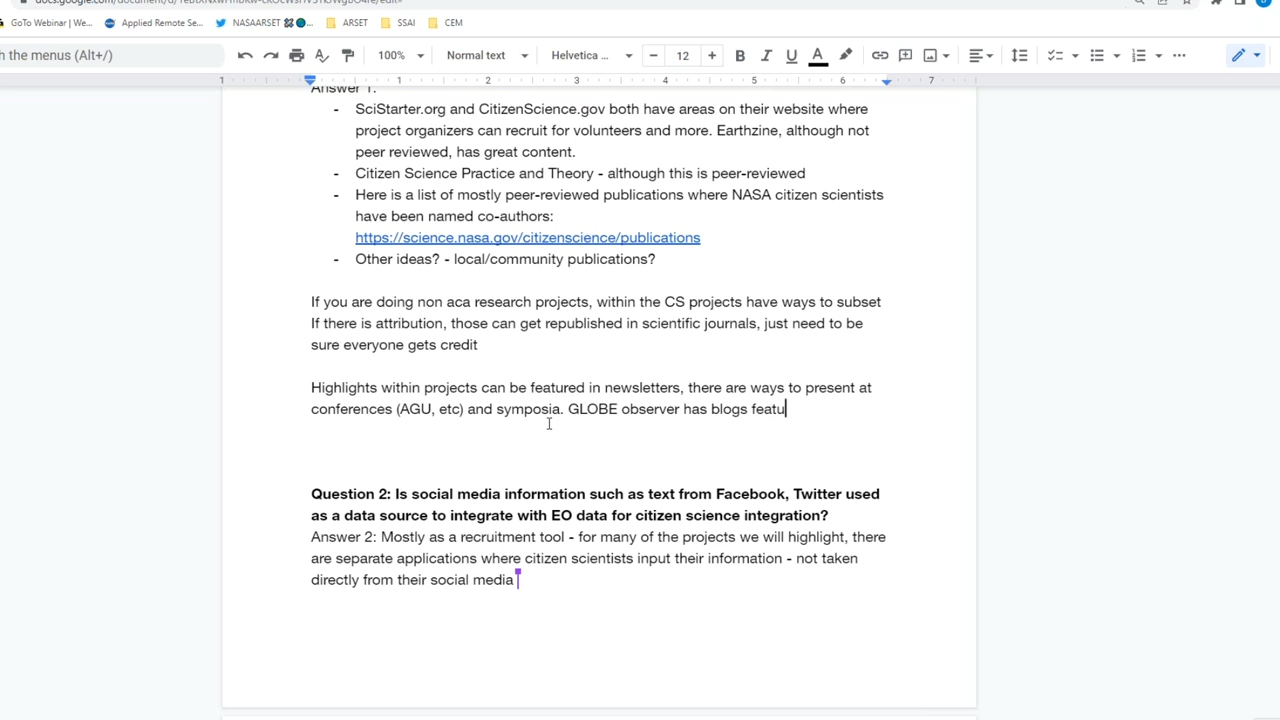 GoTo Webinar | We...
Applied Remote Se...
NASAARSET
ARSET
SSAI
CEM
h the menus (Alt+/)
100%
Normal text
Helvetica ...
12
1 1 2 3 4 5 6 7
Answer 1:
- SciStarter.org and CitizenScience.gov both have areas on their website where
project organizers can recruit for volunteers and more. Earthzine, although not
peer reviewed, has great content.
- Citizen Science Practice and Theory - although this is peer-reviewed
- Here is a list of mostly peer-reviewed publications where NASA citizen scientists
have been named co-authors:
https://science.nasa.gov/citizenscience/publications
- Other ideas? - local/community publications?
If you are doing non aca research projects, within the CS projects have ways to subset
If there is attribution, those can get republished in scientific journals, just need to be
sure everyone gets credit
Highlights within projects can be featured in newsletters, there are ways to present at
conferences (AGU, etc) and symposia. GLOBE observer has blogs featu
Question 2: Is social media information such as text from Facebook, Twitter used
as a data source to integrate with EO data for citizen science integration?
Answer 2: Mostly as a recruitment tool - for many of the projects we will highlight, there
are separate applications where citizen scientists input their information - not taken
directly from their social media